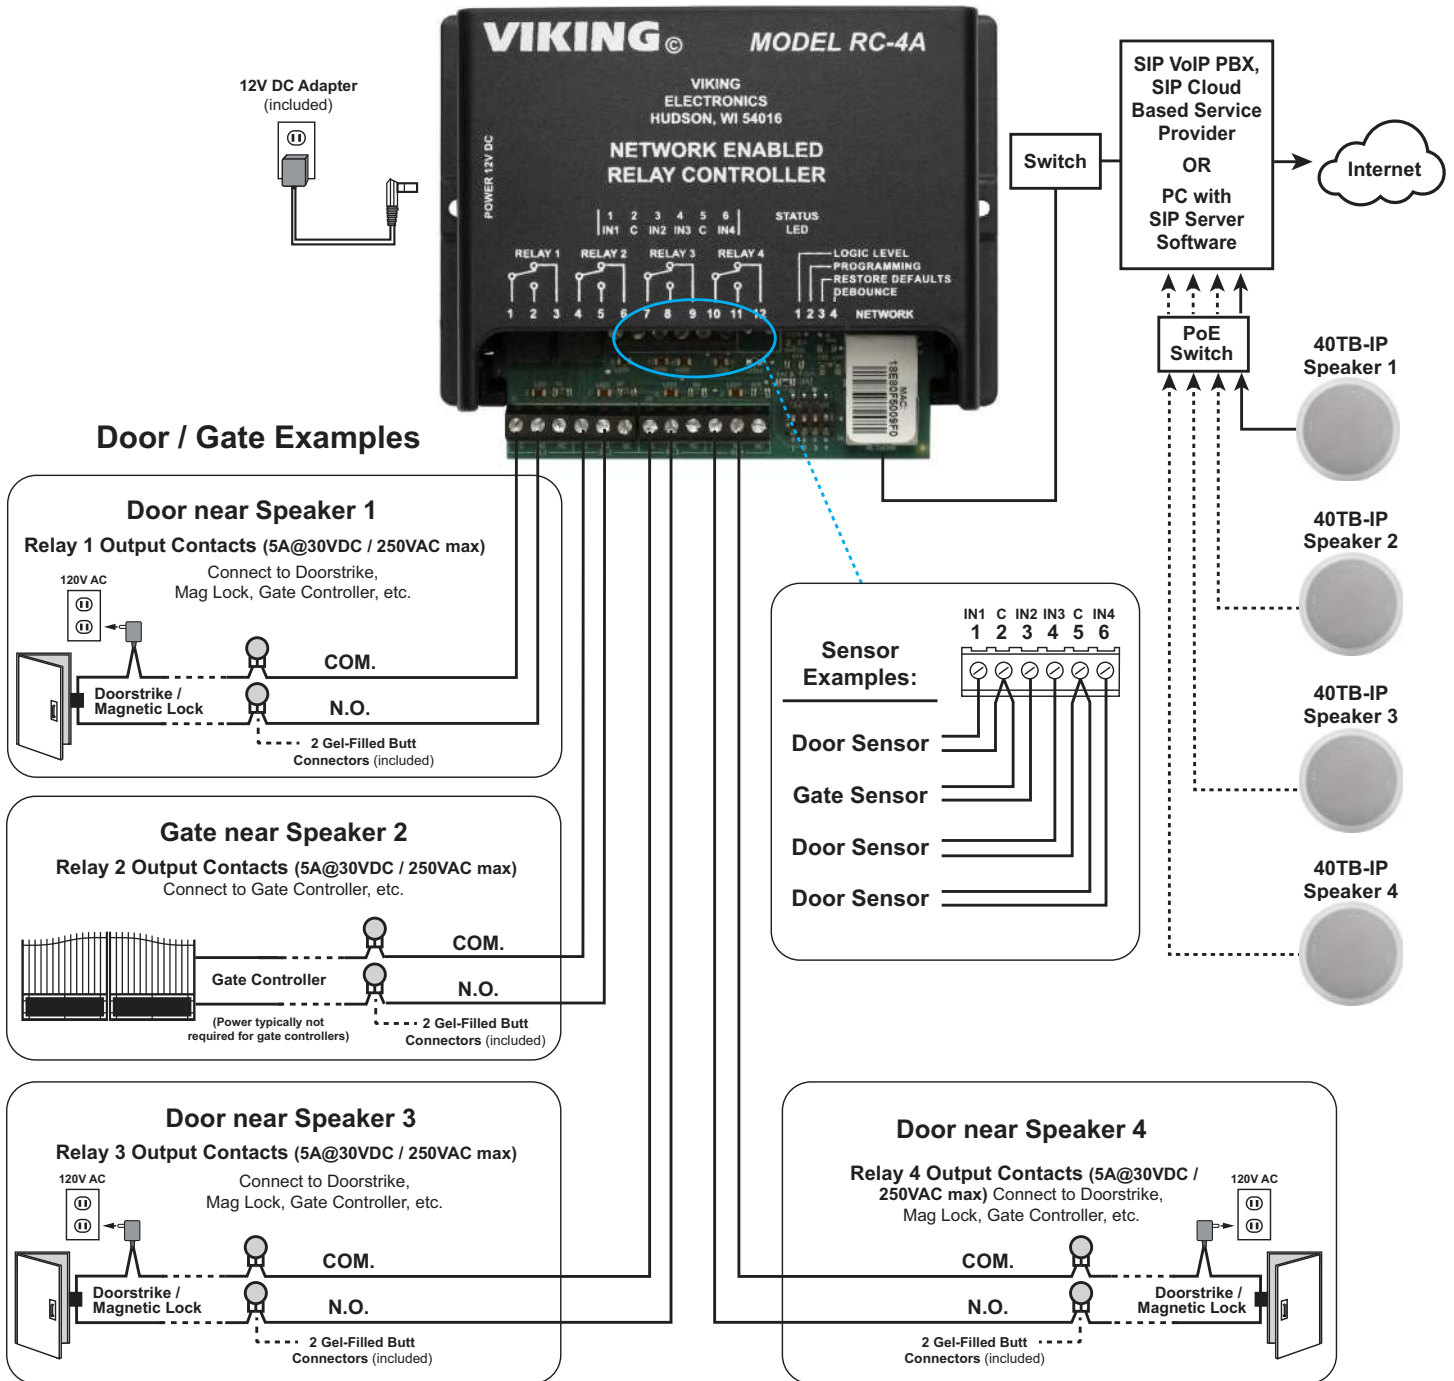 VIKING©
MODEL RC-4A
VIKING
ELECTRONICS
HUDSON, WI 54016
NETWORK ENABLED
RELAY CONTROLLER
POWER 12V DC
1 2 3 4 5 6
IN1 C IN2 IN3 C IN4
STATUS
LED
RELAY 1 RELAY 2 RELAY 3 RELAY 4
LOGIC LEVEL
PROGRAMMING
RESTORE DEFAULTS
DEBOUNCE
1 2 3 4 5 6 7 8 9 10 11 12
1 2 3 4
NETWORK
MAC:
18E80F5009F0
12V DC Adapter
(included)
Switch
SIP VoIP PBX,
SIP Cloud
Based Service
Provider
OR
PC with
SIP Server
Software
Internet
PoE
Switch
40TB-IP
Speaker 1
40TB-IP
Speaker 2
40TB-IP
Speaker 3
40TB-IP
Speaker 4
Door / Gate Examples
Door near Speaker 1
Relay 1 Output Contacts (5A@30VDC / 250VAC max)
Connect to Doorstrike,
Mag Lock, Gate Controller, etc.
120V AC
COM.
Doorstrike /
Magnetic Lock
N.O.
2 Gel-Filled Butt
Connectors (included)
Gate near Speaker 2
Relay 2 Output Contacts (5A@30VDC / 250VAC max)
Connect to Gate Controller, etc.
COM.
Gate Controller
N.O.
(Power typically not
required for gate controllers)
2 Gel-Filled Butt
Connectors (included)
Door near Speaker 3
Relay 3 Output Contacts (5A@30VDC / 250VAC max)
Connect to Doorstrike,
Mag Lock, Gate Controller, etc.
120V AC
COM.
Doorstrike /
Magnetic Lock
N.O.
2 Gel-Filled Butt
Connectors (included)
Sensor
Examples:
IN1 C IN2 IN3 C IN4
1 2 3 4 5 6
Door Sensor
Gate Sensor
Door Sensor
Door Sensor
Door near Speaker 4
Relay 4 Output Contacts (5A@30VDC /
250VAC max) Connect to Doorstrike,
Mag Lock, Gate Controller, etc.
120V AC
COM.
Doorstrike /
Magnetic Lock
N.O.
2 Gel-Filled Butt
Connectors (included)